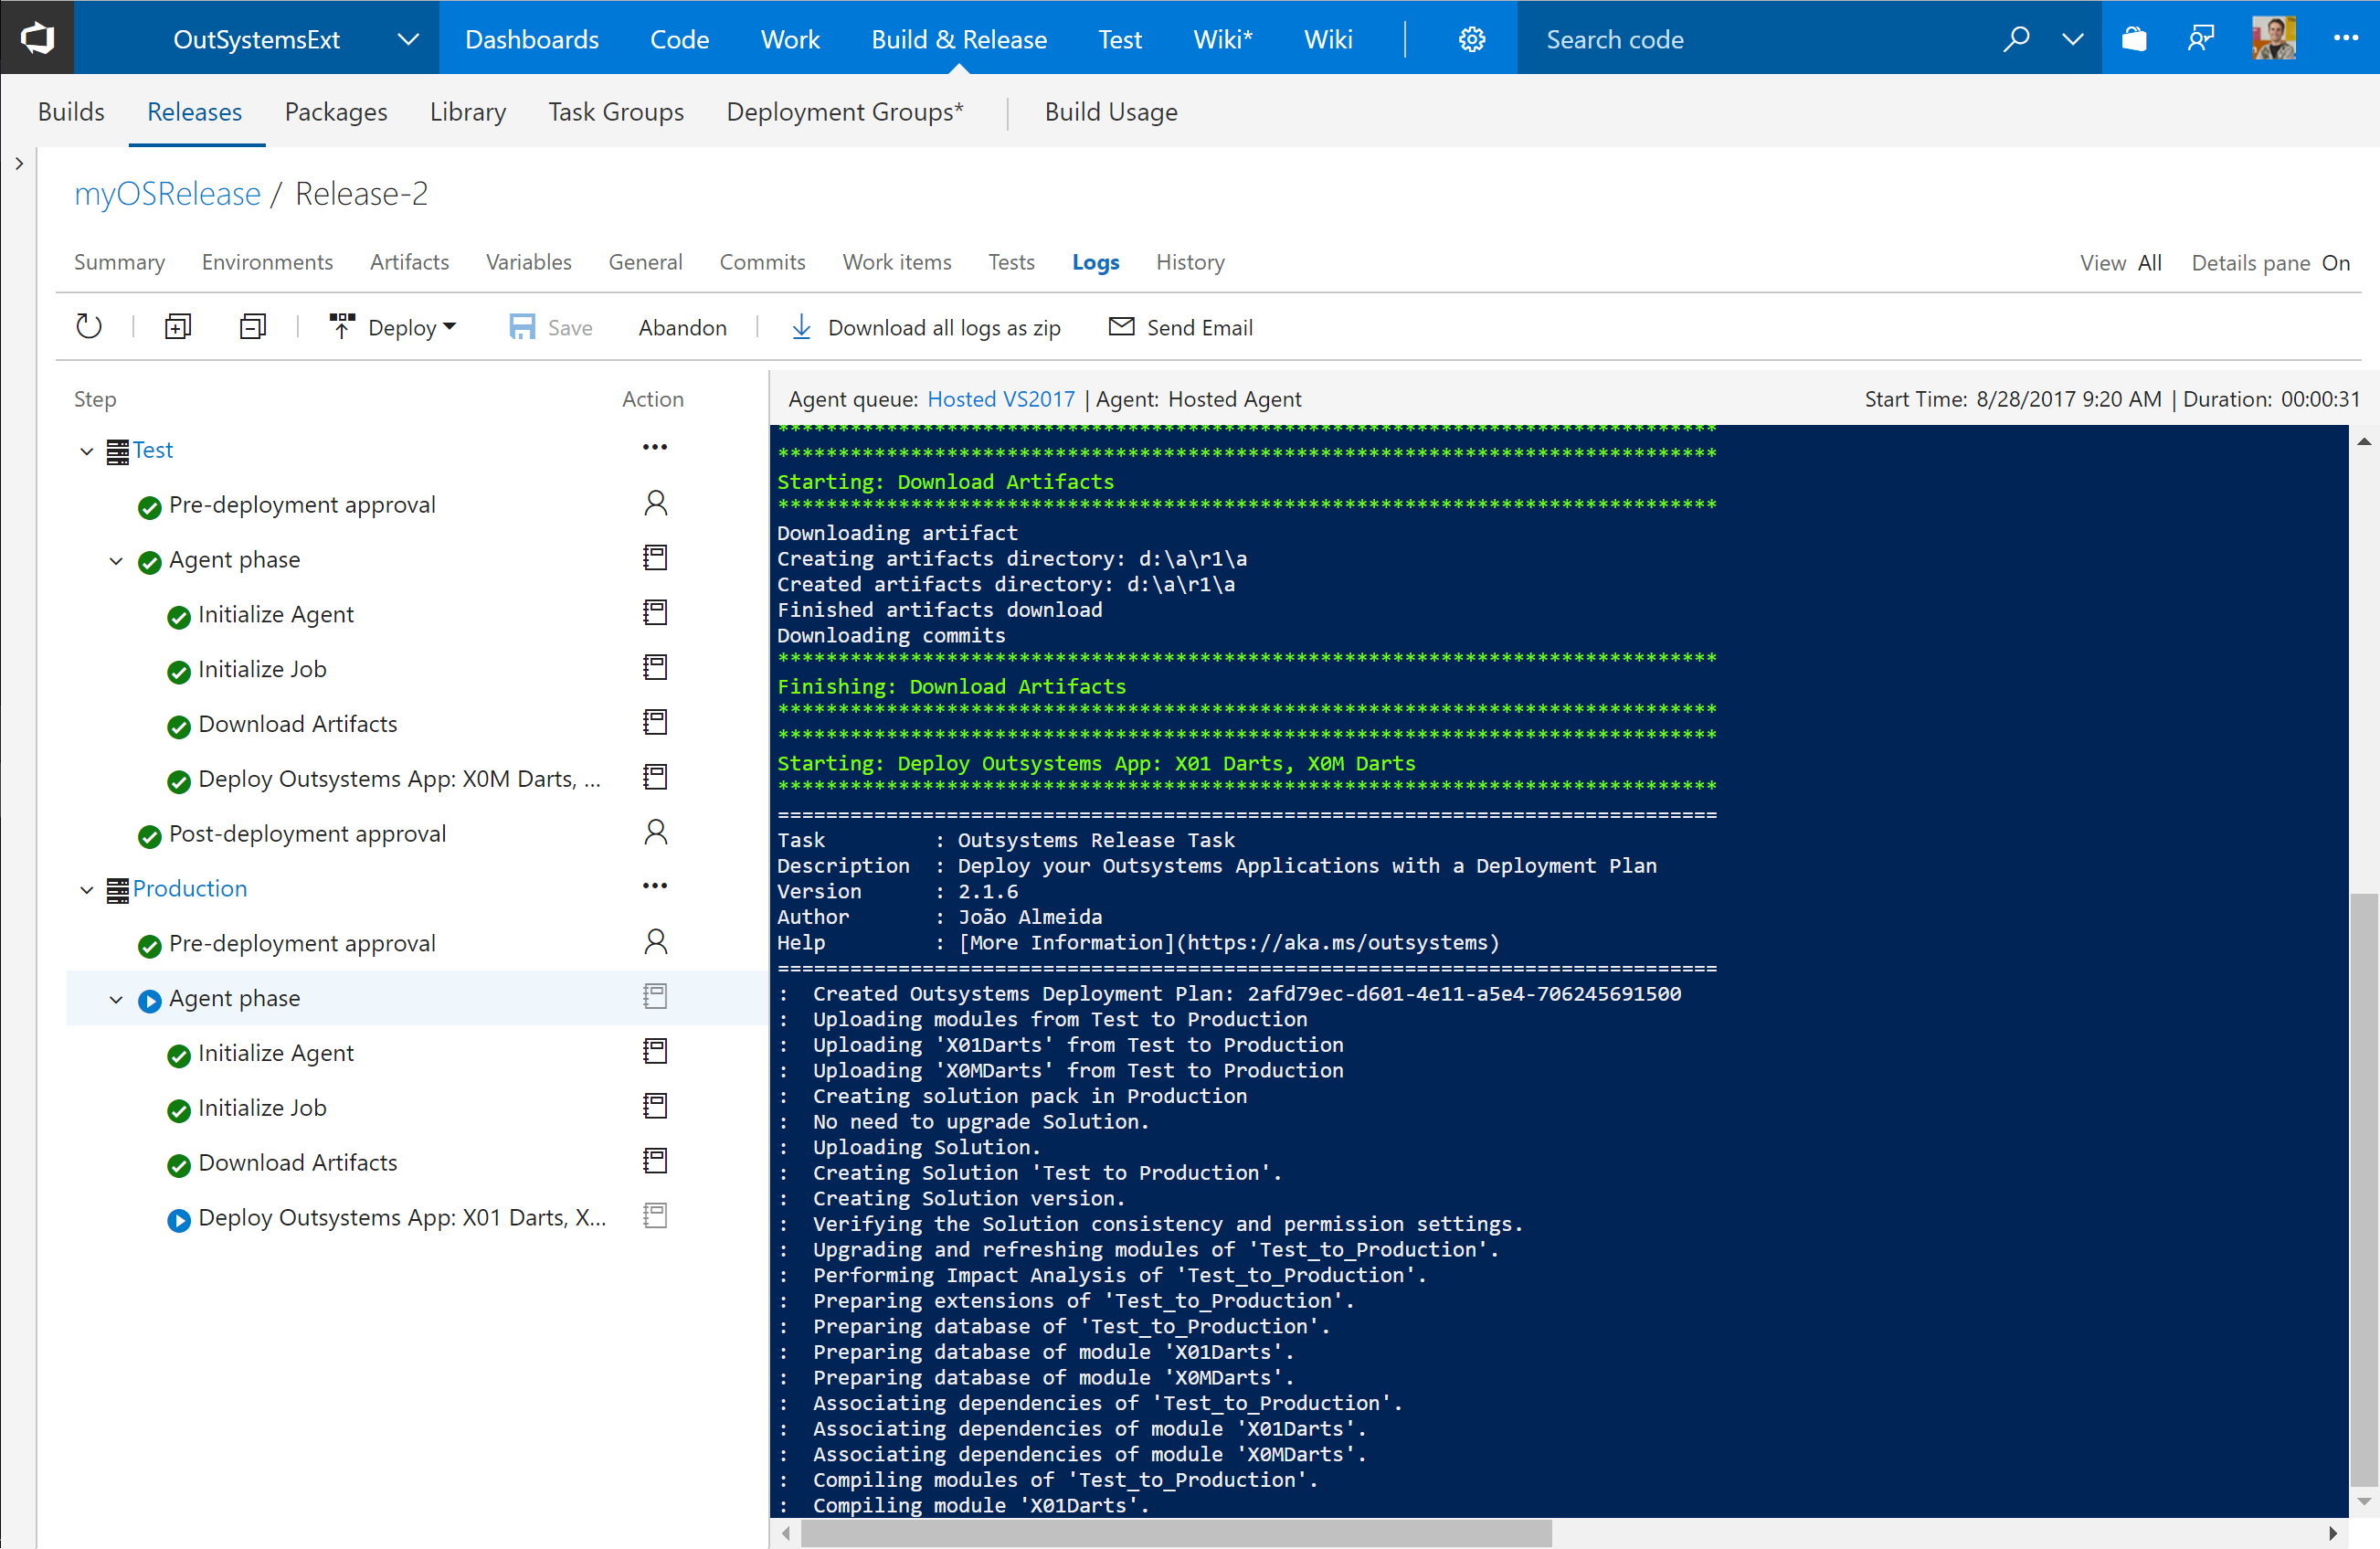 OutSystemsExt Dashboards Code Work Build & Release Test Wiki* Wiki Search code
Builds Releases Packages Library Task Groups Deployment Groups* Build Usage
myOSRelease / Release-2
Summary Environments Artifacts Variables General Commits Work items Tests Logs History View All Details pane On
Deploy Save Abandon Download all logs as zip Send Email
Step Action
Test
Pre-deployment approval
Agent phase
Initialize Agent
Initialize Job
Download Artifacts
Deploy Outsystems App: X0M Darts, ...
Post-deployment approval
Production
Pre-deployment approval
Agent phase
Initialize Agent
Initialize Job
Download Artifacts
Deploy Outsystems App: X01 Darts, X...
Agent queue: Hosted VS2017 | Agent: Hosted Agent Start Time: 8/28/2017 9:20 AM | Duration: 00:00:31
******************************************************************************
******************************************************************************
Starting: Download Artifacts
******************************************************************************
Downloading artifact
Creating artifacts directory: d:\a\r1\a
Created artifacts directory: d:\a\r1\a
Finished artifacts download
Downloading commits
******************************************************************************
Finishing: Download Artifacts
******************************************************************************
******************************************************************************
Starting: Deploy Outsystems App: X01 Darts, X0M Darts
******************************************************************************
==============================================================================
Task : Outsystems Release Task
Description : Deploy your Outsystems Applications with a Deployment Plan
Version : 2.1.6
Author : João Almeida
Help : [More Information](https://aka.ms/outsystems)
==============================================================================
: Created Outsystems Deployment Plan: 2afd79ec-d601-4e11-a5e4-706245691500
: Uploading modules from Test to Production
: Uploading 'X01Darts' from Test to Production
: Uploading 'X0MDarts' from Test to Production
: Creating solution pack in Production
: No need to upgrade Solution.
: Uploading Solution.
: Creating Solution 'Test to Production'.
: Creating Solution version.
: Verifying the Solution consistency and permission settings.
: Upgrading and refreshing modules of 'Test_to_Production'.
: Performing Impact Analysis of 'Test_to_Production'.
: Preparing extensions of 'Test_to_Production'.
: Preparing database of 'Test_to_Production'.
: Preparing database of module 'X01Darts'.
: Preparing database of module 'X0MDarts'.
: Associating dependencies of 'Test_to_Production'.
: Associating dependencies of module 'X01Darts'.
: Associating dependencies of module 'X0MDarts'.
: Compiling modules of 'Test_to_Production'.
: Compiling module 'X01Darts'.